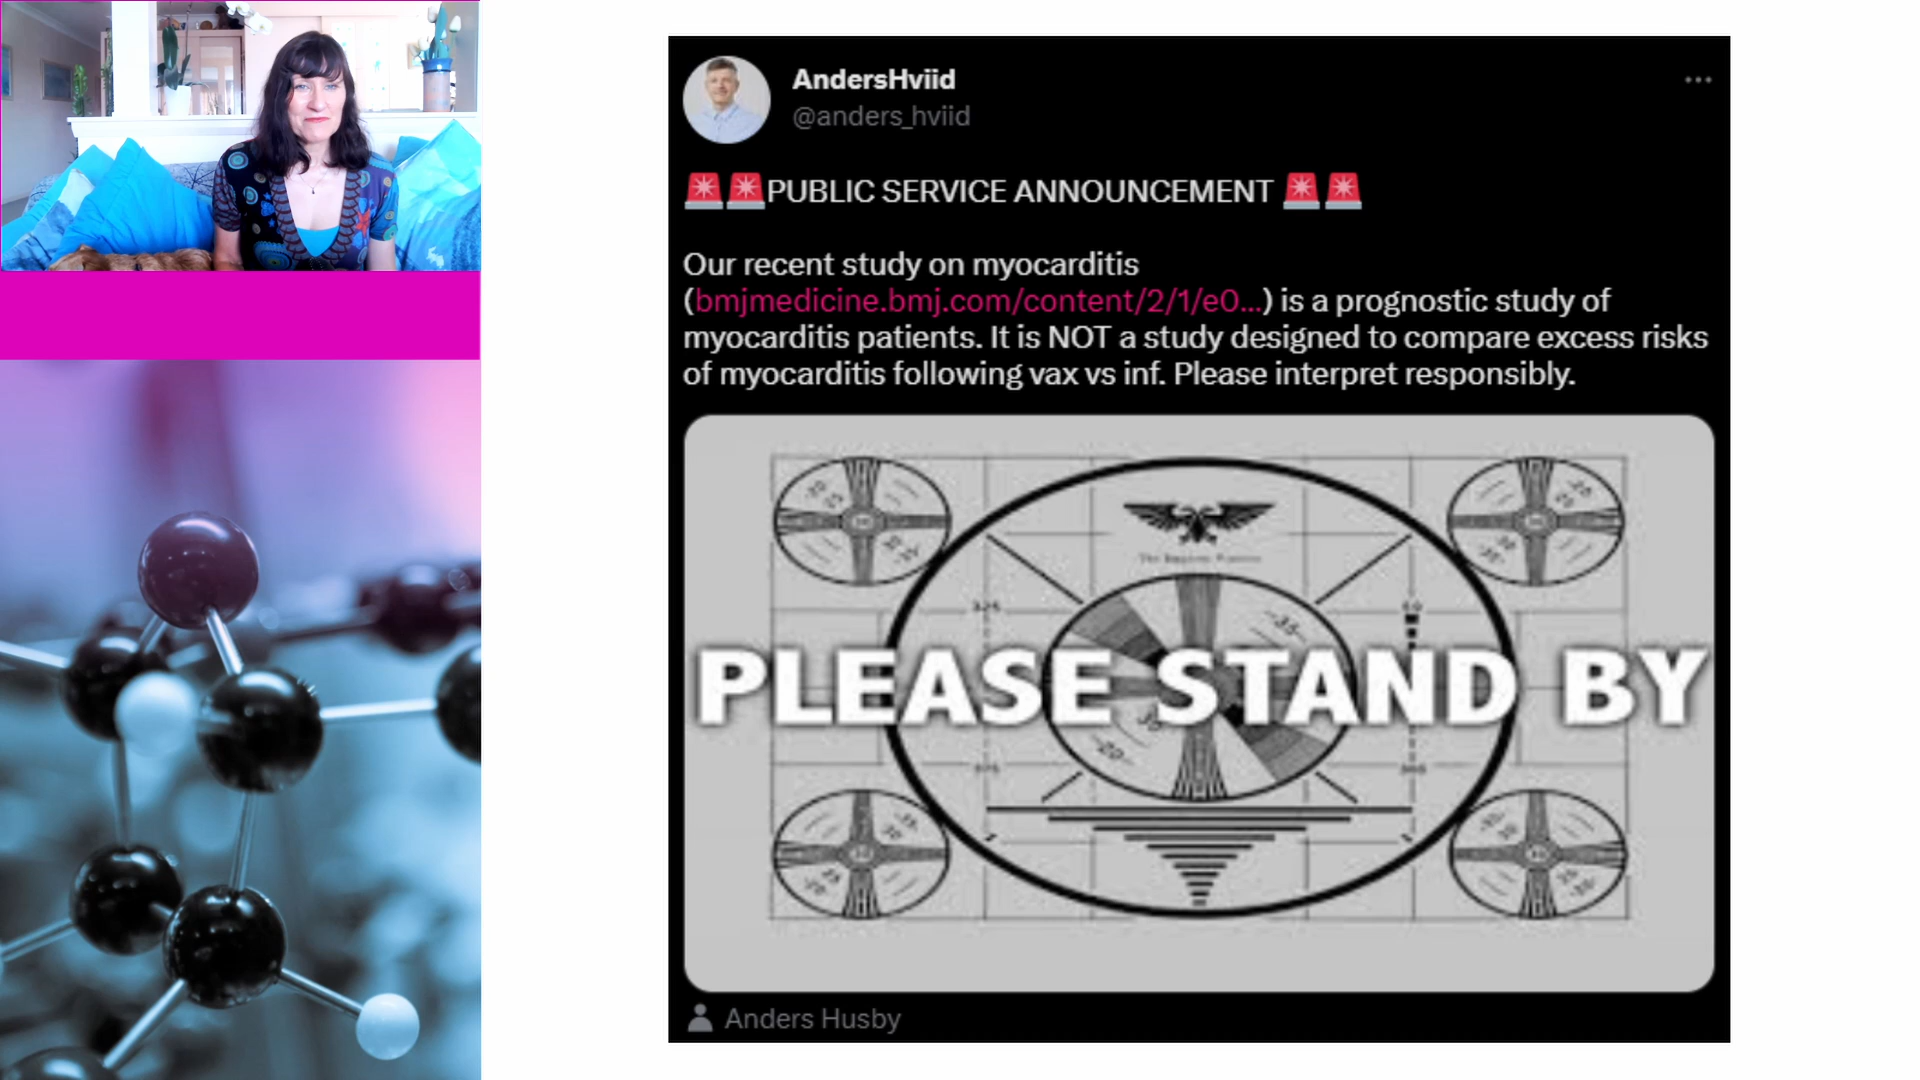 AndersHviid
@anders_hviid
🚨🚨PUBLIC SERVICE ANNOUNCEMENT 🚨🚨
Our recent study on myocarditis
(bmjmedicine.bmj.com/content/2/1/e0...) is a prognostic study of
myocarditis patients. It is NOT a study designed to compare excess risks
of myocarditis following vax vs inf. Please interpret responsibly.
PLEASE STAND BY
Anders Husby